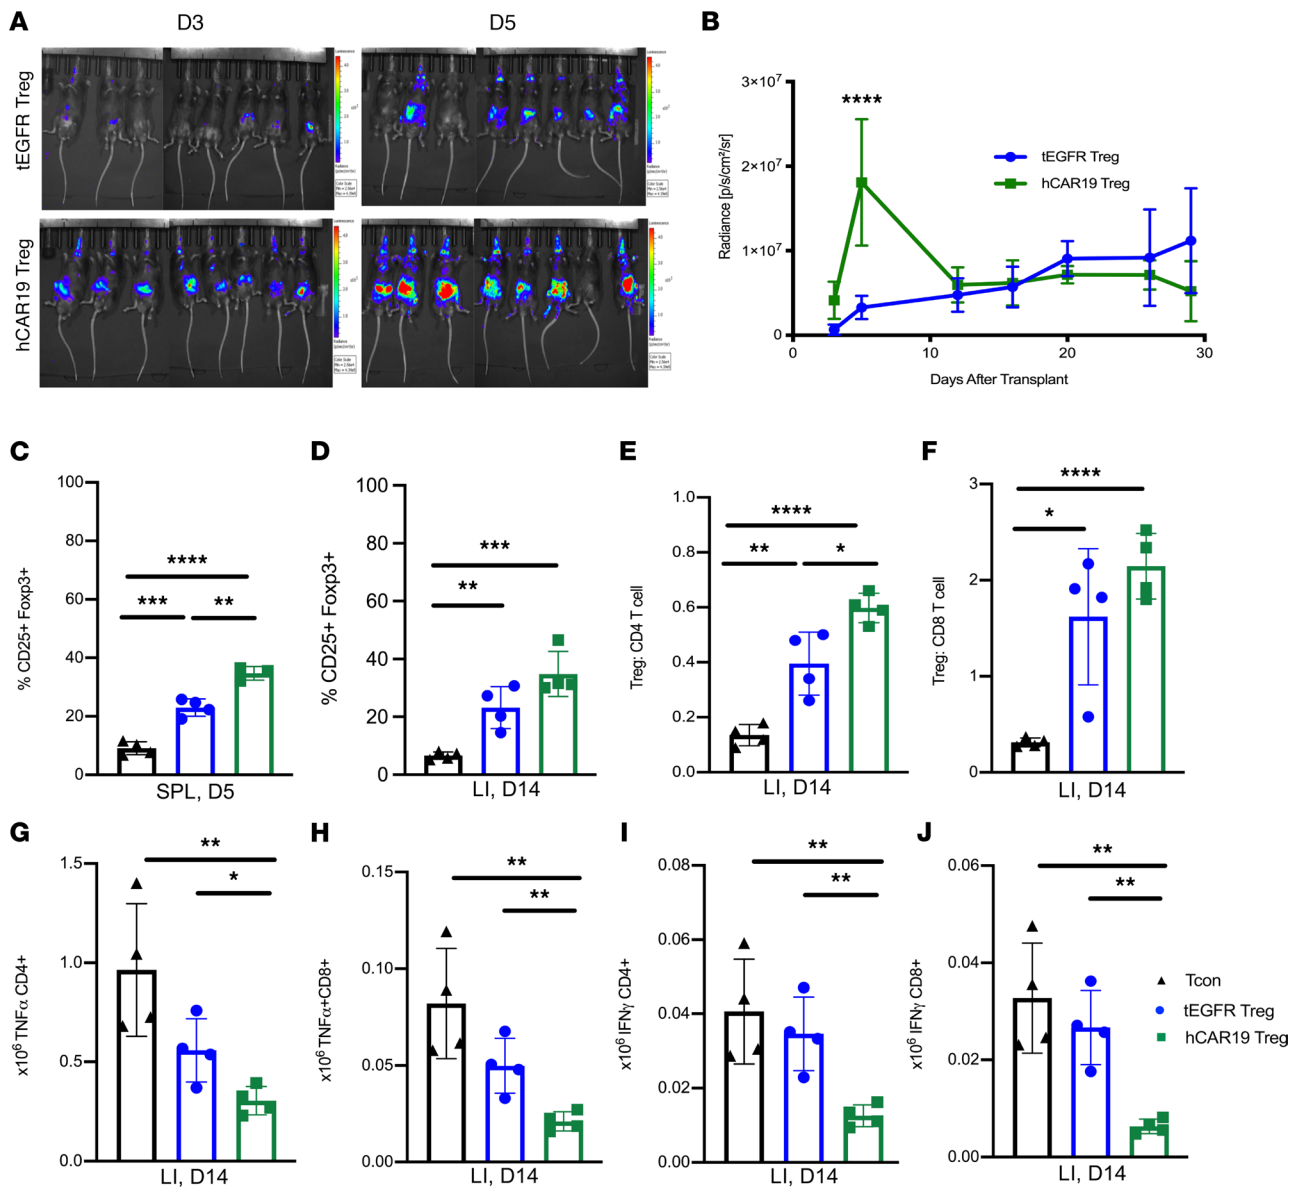 A
D3
D5
tEGFR Treg
hCAR19 Treg
B
3×10⁷
2×10⁷
1×10⁷
0
Radiance [p/s/cm²/sr]
****
tEGFR Treg
hCAR19 Treg
0 10 20 30
Days After Transplant
C
% CD25+ Foxp3+
100
80
60
40
20
0
****
*** **
SPL, D5
D
% CD25+ Foxp3+
100
80
60
40
20
0
***
**
LI, D14
E
Treg: CD4 T cell
1.0
0.8
0.6
0.4
0.2
0.0
****
** *
LI, D14
F
Treg: CD8 T cell
3
2
1
0
****
*
LI, D14
G
x10⁶ TNFα CD4+
1.5
1.0
0.5
0.0
**
*
LI, D14
H
x10⁶ TNFα+CD8+
0.15
0.10
0.05
0.00
**
**
LI, D14
I
x10⁶ IFNγ CD4+
0.08
0.06
0.04
0.02
0.00
**
**
LI, D14
J
x10⁶ IFNγ CD8+
0.06
0.04
0.02
0.00
**
**
LI, D14
Tcon
tEGFR Treg
hCAR19 Treg